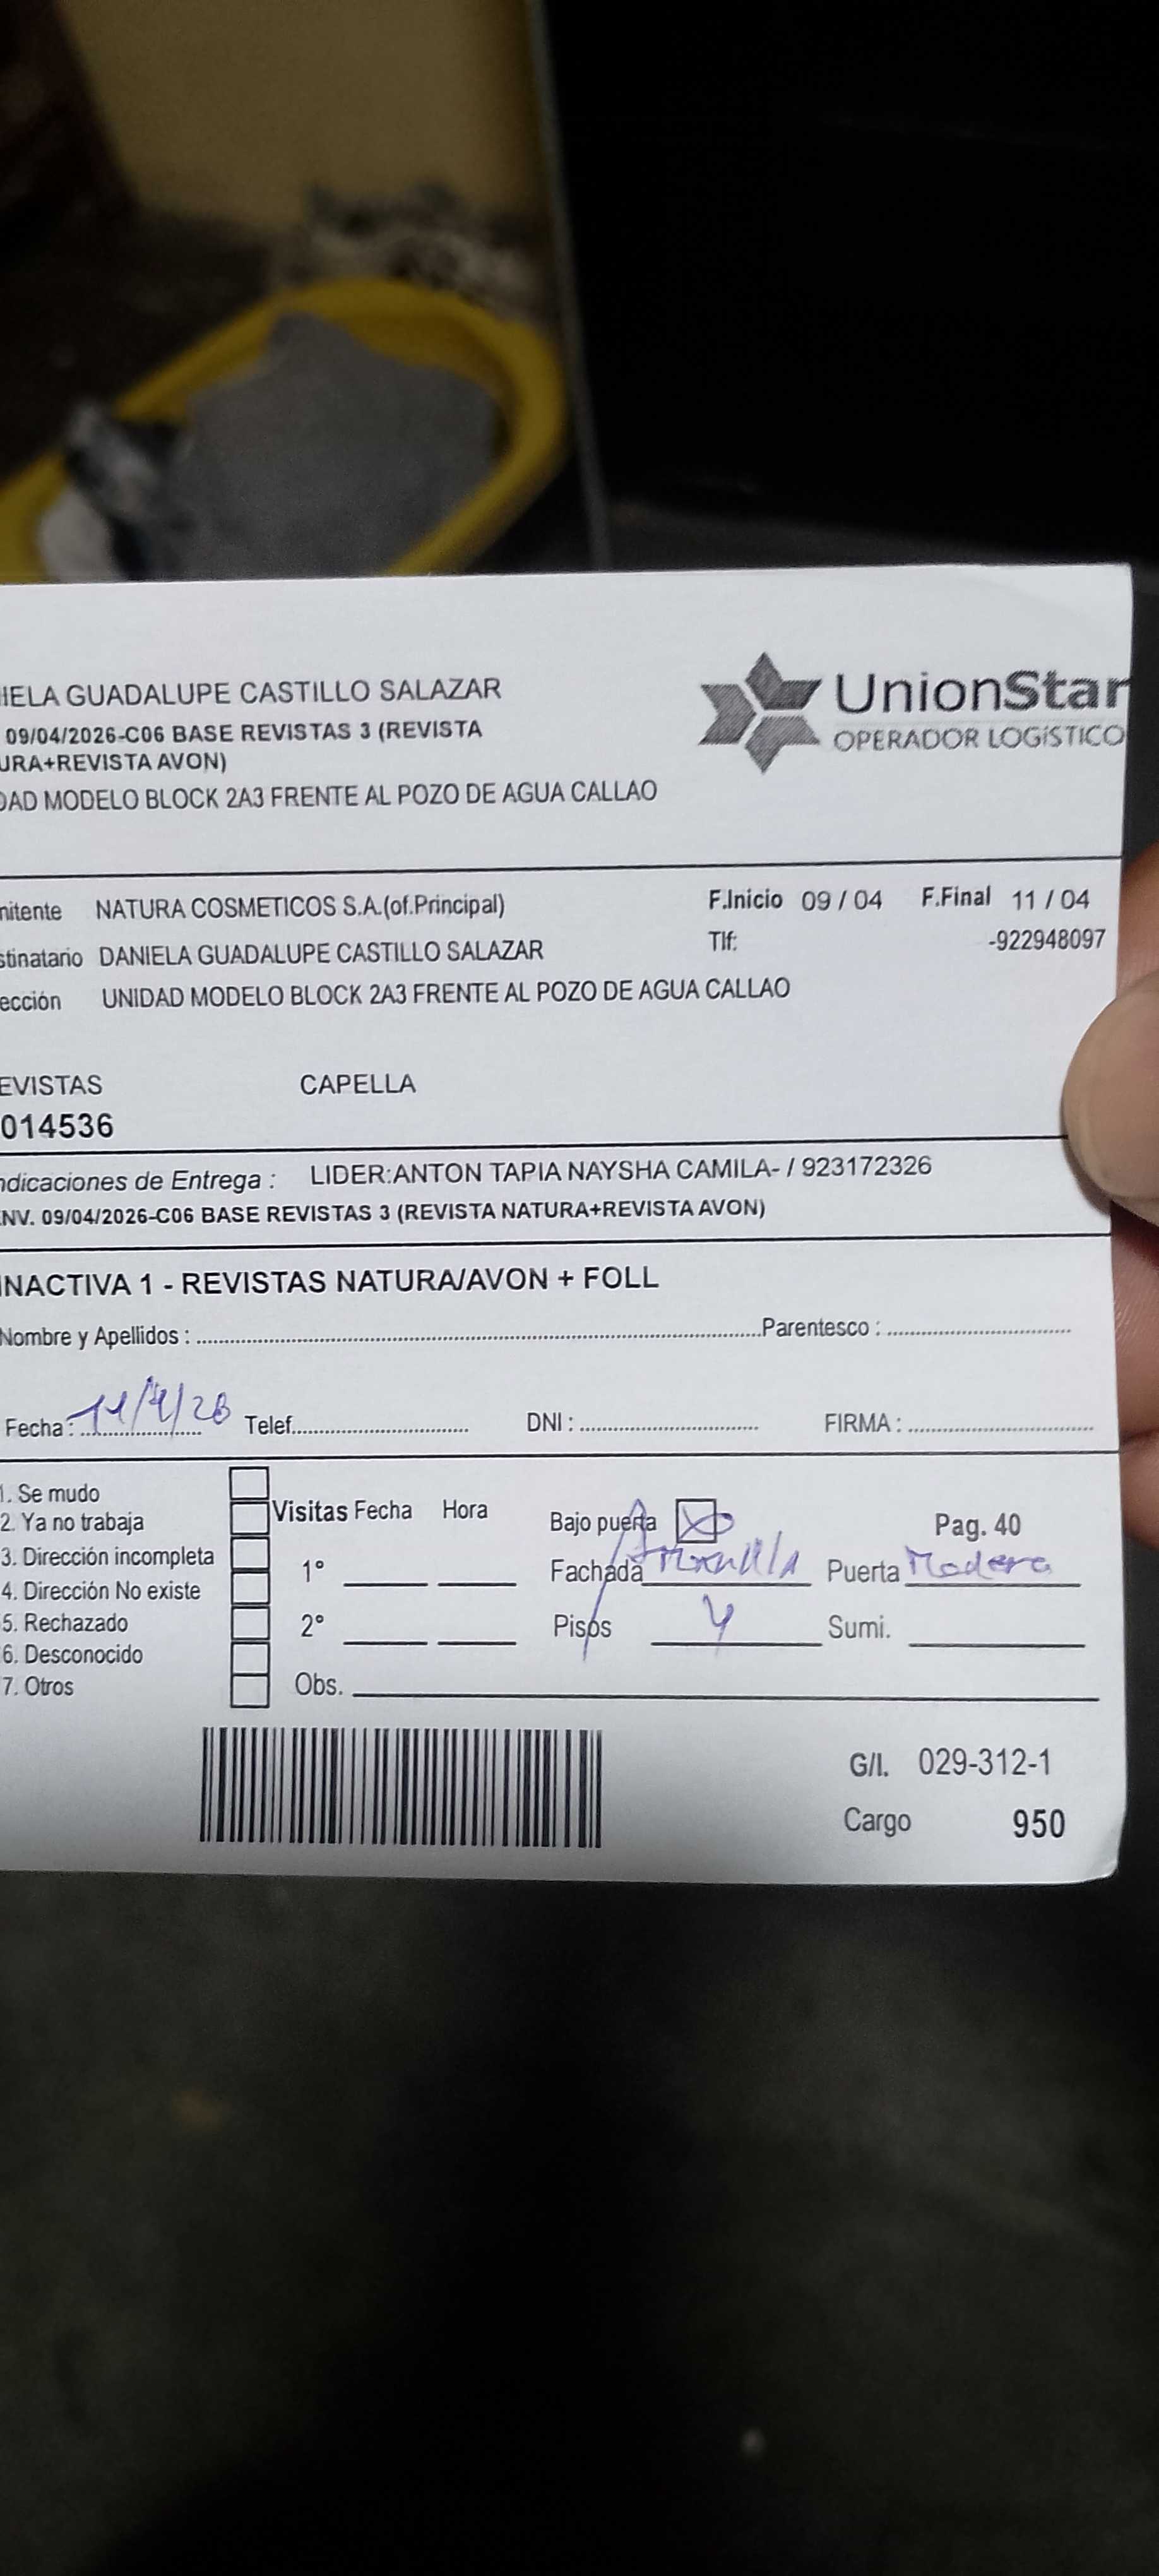 IELA GUADALUPE CASTILLO SALAZAR
UnionStar
OPERADOR LOGÍSTICO
09/04/2026-C06 BASE REVISTAS 3 (REVISTA
URA+REVISTA AVON)
DAD MODELO BLOCK 2A3 FRENTE AL POZO DE AGUA CALLAO
mitente NATURA COSMETICOS S.A.(of.Principal) F.Inicio 09 / 04 F.Final 11 / 04
stinatario DANIELA GUADALUPE CASTILLO SALAZAR Tlf: -922948097
ección UNIDAD MODELO BLOCK 2A3 FRENTE AL POZO DE AGUA CALLAO
EVISTAS CAPELLA
014536
ndicaciones de Entrega : LIDER:ANTON TAPIA NAYSHA CAMILA- / 923172326
ENV. 09/04/2026-C06 BASE REVISTAS 3 (REVISTA NATURA+REVISTA AVON)
INACTIVA 1 - REVISTAS NATURA/AVON + FOLL
Nombre y Apellidos : Parentesco :
Fecha : 11/4/26 Telef. DNI : FIRMA :
1. Se mudo
2. Ya no trabaja
3. Dirección incompleta
4. Dirección No existe
5. Rechazado
6. Desconocido
7. Otros
Visitas Fecha Hora
1°
2°
Obs.
Bajo puerta Pag. 40
Fachada Amarilla Puerta Madera
Pisos 4 Sumi.
G/I. 029-312-1
Cargo 950